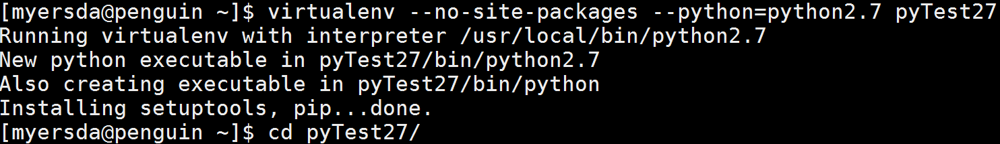 [myersda@penguin ~]$ virtualenv --no-site-packages --python=python2.7 pyTest27
Running virtualenv with interpreter /usr/local/bin/python2.7
New python executable in pyTest27/bin/python2.7
Also creating executable in pyTest27/bin/python
Installing setuptools, pip...done.
[myersda@penguin ~]$ cd pyTest27/